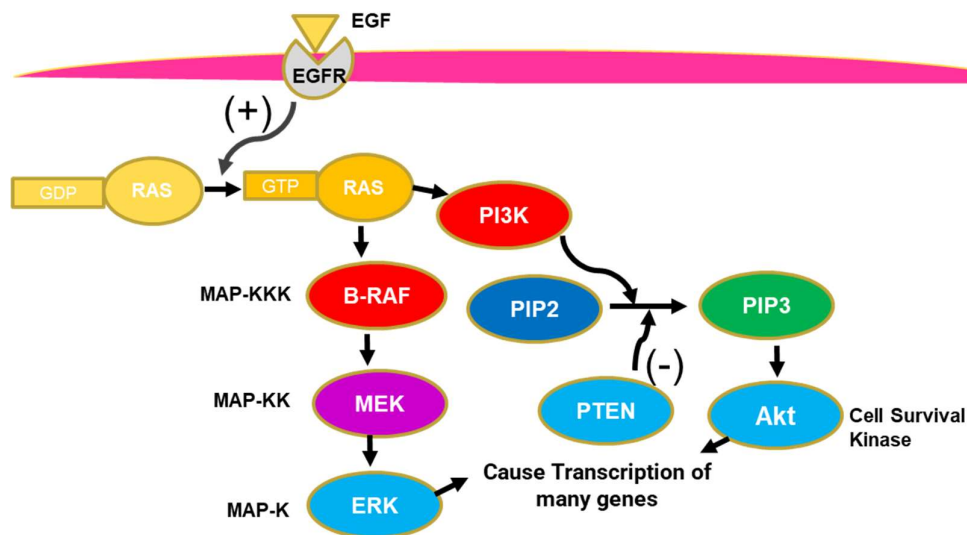 EGF
EGFR
(+)
GDP
RAS
GTP
RAS
PI3K
MAP-KKK
B-RAF
PIP2
PIP3
MAP-KK
MEK
PTEN
(-)
Akt
Cell Survival
Kinase
Cause Transcription of
many genes
MAP-K
ERK